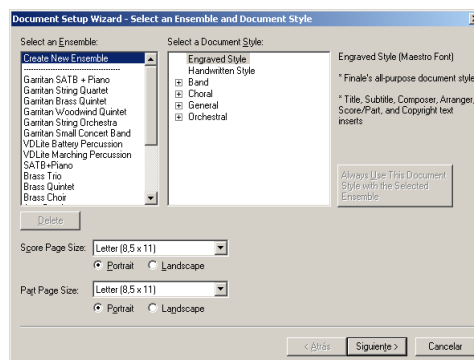 Document Setup Wizard - Select an Ensemble and Document Style
Select an Ensemble:
Create New Ensemble
Garritan SATB + Piano
Garritan String Quartet
Garritan Brass Quintet
Garritan Woodwind Quintet
Garritan String Orchestra
Garritan Small Concert Band
VDLite Battery Percussion
VDLite Marching Percussion
SATB+Piano
Brass Trio
Brass Quintet
Brass Choir
Delete
Select a Document Style:
Engraved Style
Handwritten Style
Band
Choral
General
Orchestral
Engraved Style (Maestro Font)
* Finale's all-purpose document style
* Title, Subtitle, Composer, Arranger,
Score/Part, and Copyright text
inserts
Always Use This Document
Style with the Selected
Ensemble
Score Page Size: Letter (8,5 x 11)
Portrait Landscape
Part Page Size: Letter (8,5 x 11)
Portrait Landscape
< Atrás Siguiente > Cancelar